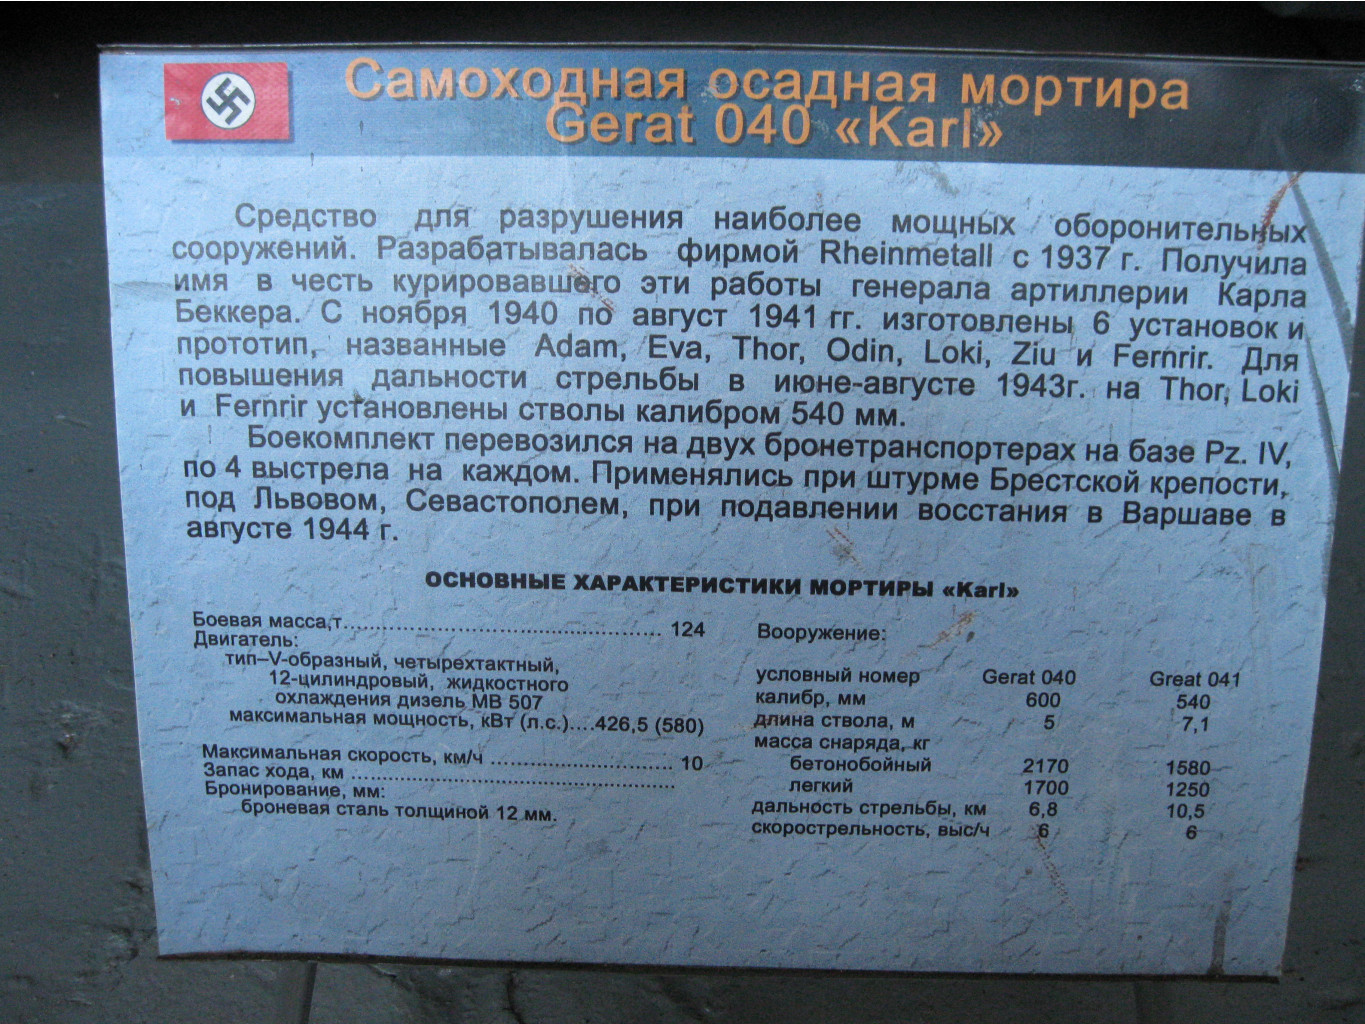 Самоходная осадная мортира
Gerat 040 «Karl»
Средство для разрушения наиболее мощных оборонительных
сооружений. Разрабатывалась фирмой Rheinmetall с 1937 г. Получила
имя в честь курировавшего эти работы генерала артиллерии Карла
Беккера. С ноября 1940 по август 1941 гг. изготовлены 6 установок и
прототип, названные Adam, Eva, Thor, Odin, Loki, Ziu и Fernrir. Для
повышения дальности стрельбы в июне-августе 1943г. на Thor, Loki
и Fernrir установлены стволы калибром 540 мм.
Боекомплект перевозился на двух бронетранспортерах на базе Pz. IV,
по 4 выстрела на каждом. Применялись при штурме Брестской крепости,
под Львовом, Севастополем, при подавлении восстания в Варшаве в
августе 1944 г.
ОСНОВНЫЕ ХАРАКТЕРИСТИКИ МОРТИРЫ «Karl»
Боевая масса,т........................................ 124
Двигатель:
тип–V-образный, четырехтактный,
12-цилиндровый, жидкостного
охлаждения дизель MB 507
максимальная мощность, кВт (л.с.)....426,5 (580)
Максимальная скорость, км/ч ........................ 10
Запас хода, км ..........................................
Бронирование, мм:
броневая сталь толщиной 12 мм.
Вооружение:
условный номер Gerat 040 Great 041
калибр, мм 600 540
длина ствола, м 5 7,1
масса снаряда, кг
бетонобойный 2170 1580
легкий 1700 1250
дальность стрельбы, км 6,8 10,5
скорострельность, выс/ч 6 6